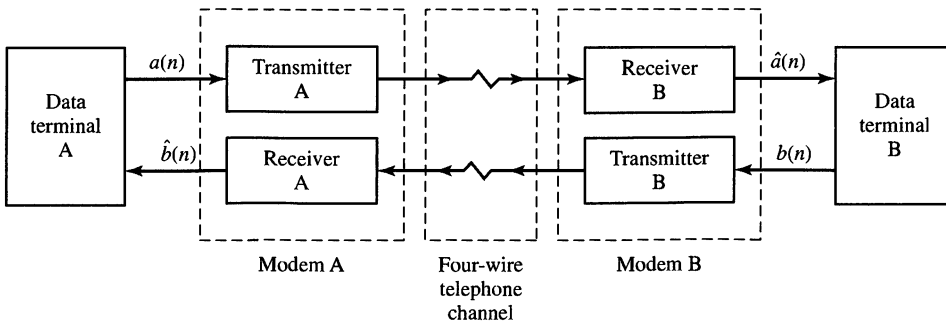 Data
terminal
A
a(n)
Transmitter
A
Receiver
B
â(n)
Data
terminal
B
b̂(n)
Receiver
A
Transmitter
B
b(n)
Modem A
Four-wire
telephone
channel
Modem B